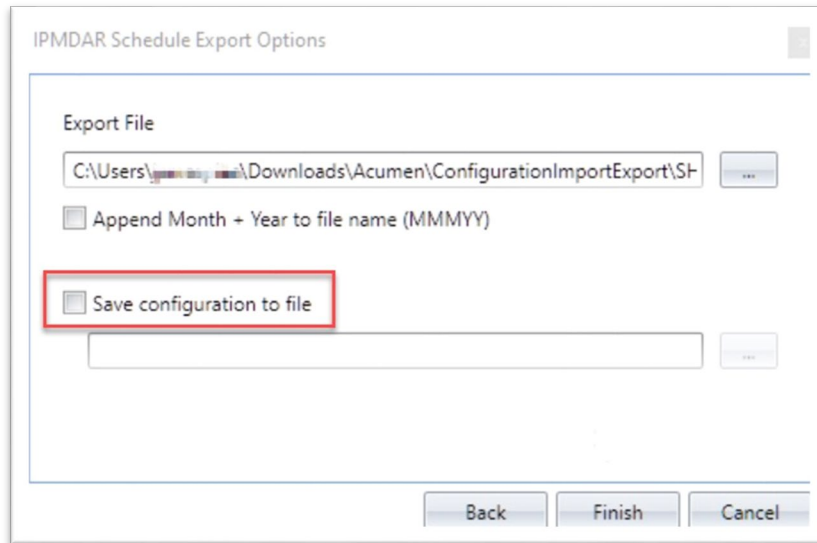 IPMDAR Schedule Export Options
Export File
C:\Users\ \Downloads\Acumen\ConfigurationImportExport\SH
...
Append Month + Year to file name (MMMYY)
Save configuration to file
...
Back Finish Cancel